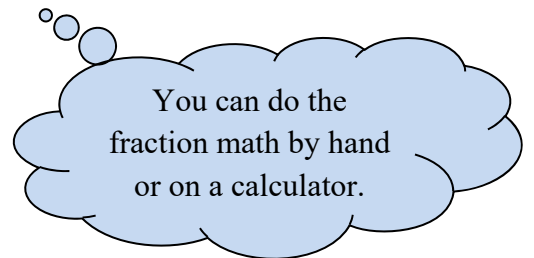 You can do the
fraction math by hand
or on a calculator.